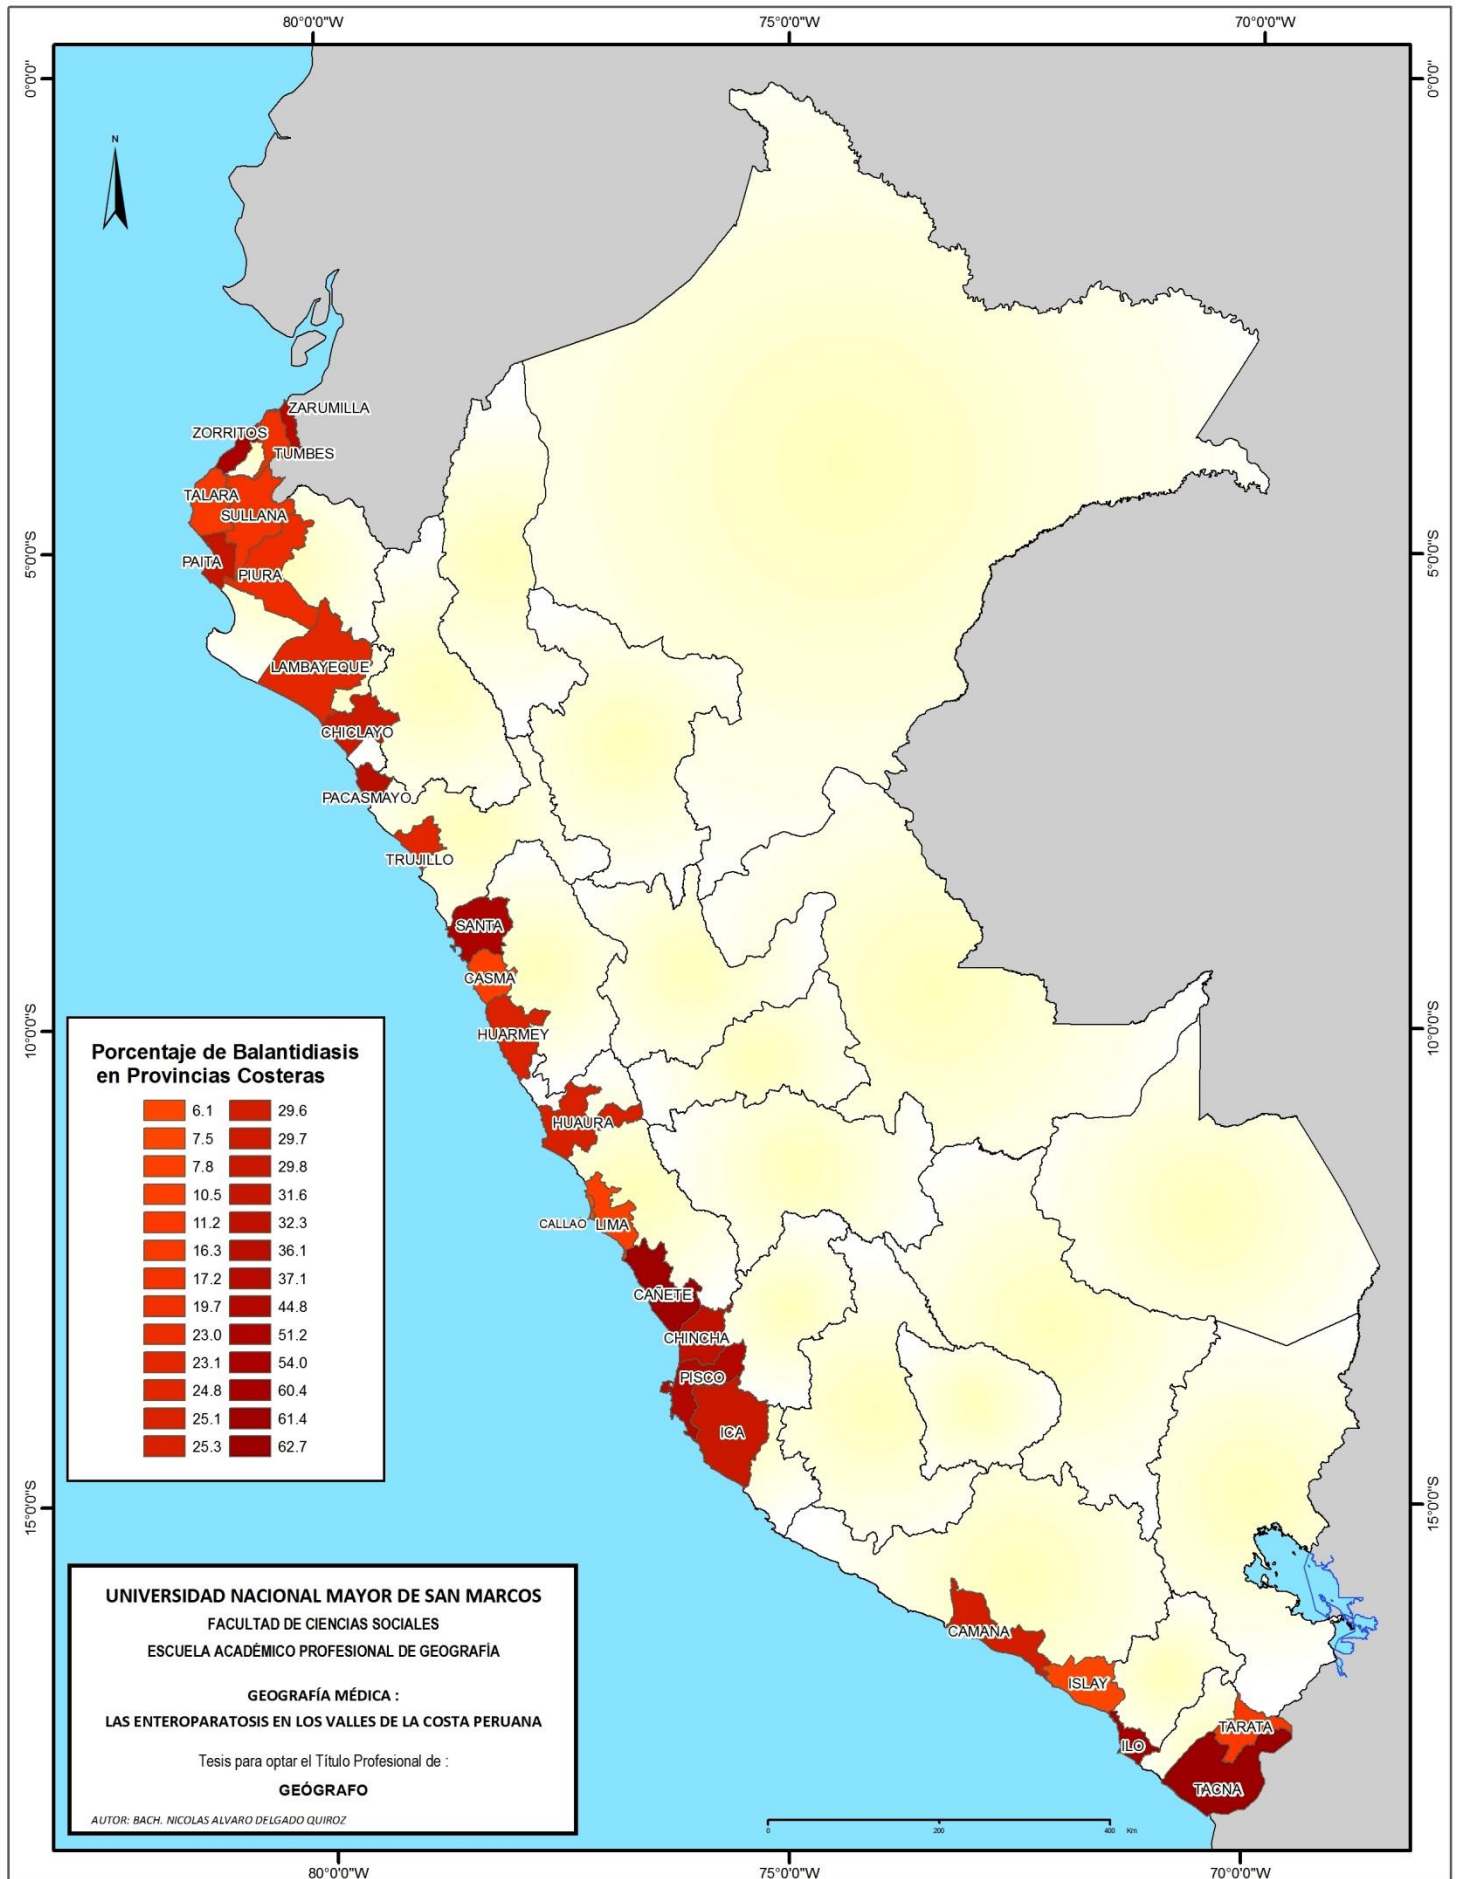 80°0'0"W
75°0'0"W
70°0'0"W
0°0'0"
0°0'0"
N
ZARUMILLA
ZORRITOS
TUMBES
TALARA
SULLANA
5°0'0"S
5°0'0"S
PAITA
PIURA
LAMBAYEQUE
CHICLAYO
PACASMAYO
TRUJILLO
SANTA
CASMA
HUARMEY
10°0'0"S
10°0'0"S
HUAURA
CALLAO
LIMA
CAÑETE
CHINCHA
PISCO
ICA
15°0'0"S
15°0'0"S
CAMANA
ISLAY
ILO
TARATA
TACNA
Porcentaje de Balantidiasis
en Provincias Costeras
6.1 29.6
7.5 29.7
7.8 29.8
10.5 31.6
11.2 32.3
16.3 36.1
17.2 37.1
19.7 44.8
23.0 51.2
23.1 54.0
24.8 60.4
25.1 61.4
25.3 62.7
UNIVERSIDAD NACIONAL MAYOR DE SAN MARCOS
FACULTAD DE CIENCIAS SOCIALES
ESCUELA ACADÉMICO PROFESIONAL DE GEOGRAFÍA
GEOGRAFÍA MÉDICA :
LAS ENTEROPARATOSIS EN LOS VALLES DE LA COSTA PERUANA
Tesis para optar el Título Profesional de :
GEÓGRAFO
AUTOR: BACH. NICOLAS ALVARO DELGADO QUIROZ
0 200 400 Km
80°0'0"W
75°0'0"W
70°0'0"W